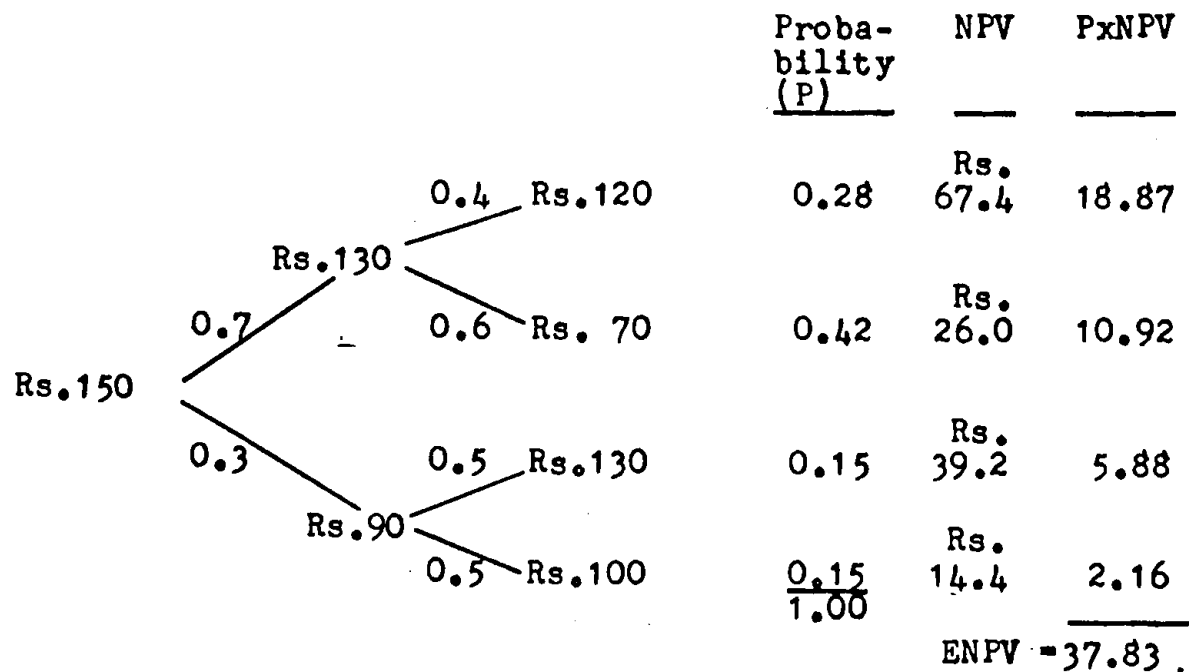 Proba- NPV PxNPV
bility
(P)
Rs.
0.4 Rs.120 0.28 67.4 18.87
Rs.130
Rs.
0.7 0.6 Rs. 70 0.42 26.0 10.92
Rs.150
Rs.
0.3 0.5 Rs.130 0.15 39.2 5.88
Rs.90
Rs.
0.5 Rs.100 0.15 14.4 2.16
1.00
ENPV =37.83.